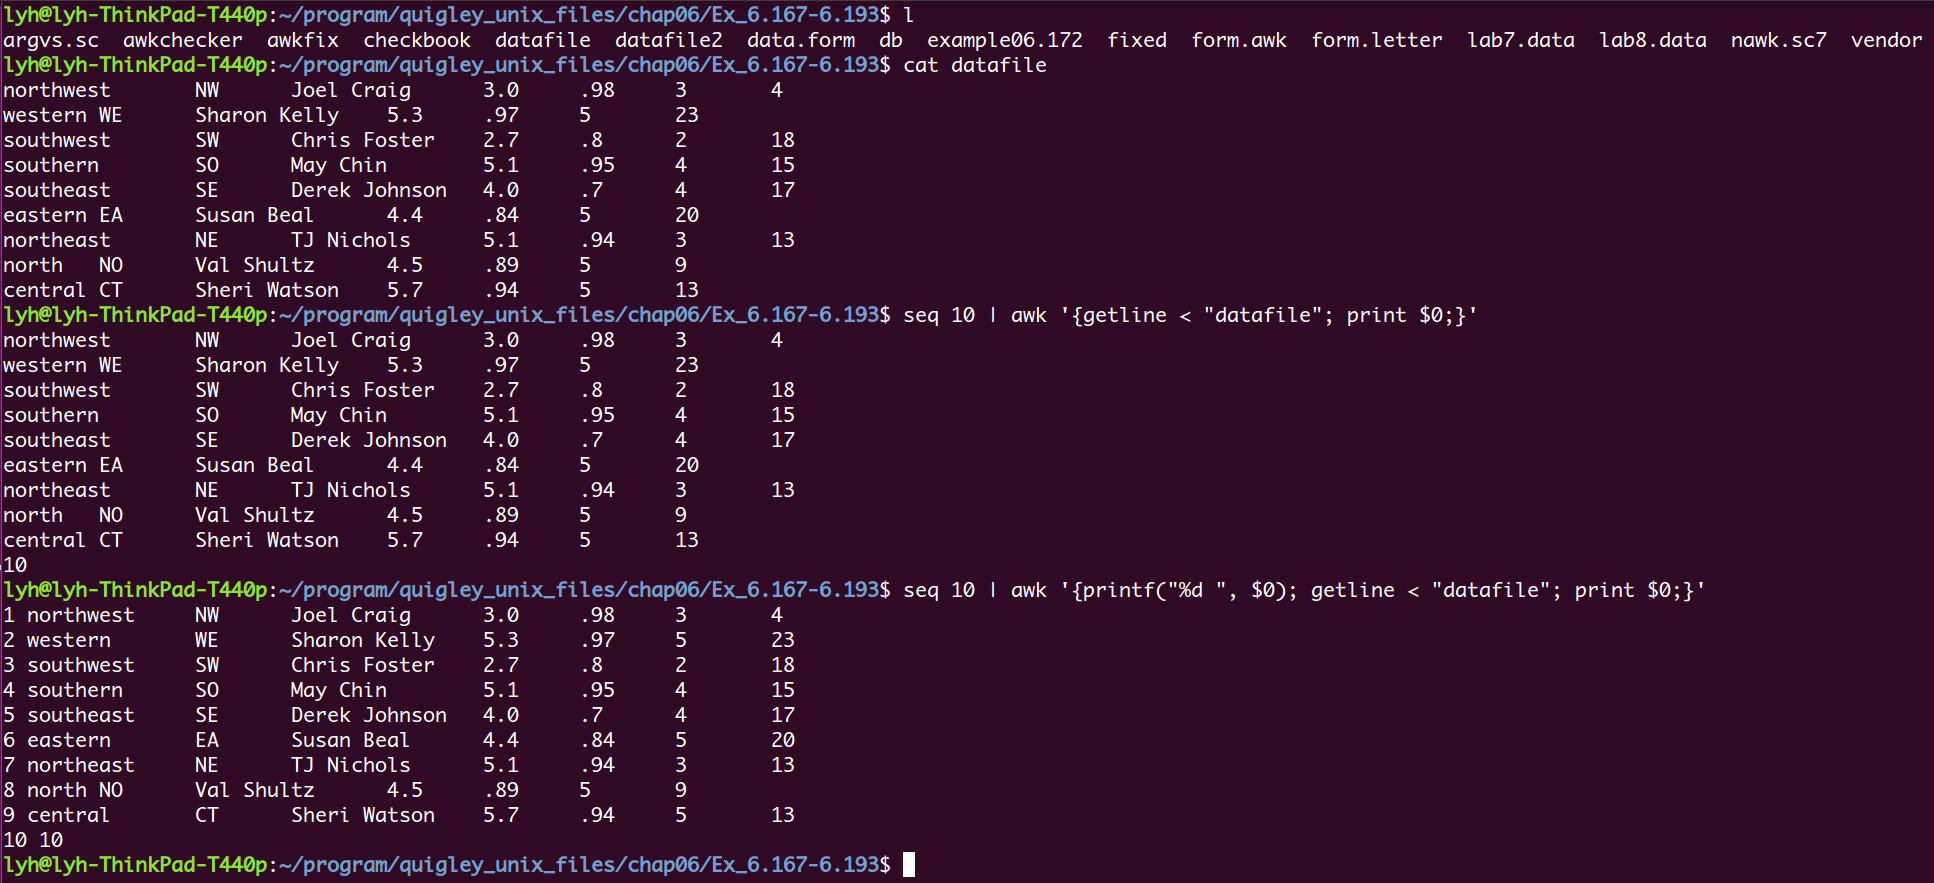 lyh@lyh-ThinkPad-T440p:~/program/quigley_unix_files/chap06/Ex_6.167-6.193$ l
argvs.sc  awkchecker  awkfix  checkbook  datafile  datafile2  data.form  db  example06.172  fixed  form.awk  form.letter  lab7.data  lab8.data  nawk.sc7  vendor
lyh@lyh-ThinkPad-T440p:~/program/quigley_unix_files/chap06/Ex_6.167-6.193$ cat datafile
northwest       NW      Joel Craig      3.0     .98     3       4
western WE      Sharon Kelly    5.3     .97     5       23
southwest       SW      Chris Foster    2.7     .8      2       18
southern        SO      May Chin        5.1     .95     4       15
southeast       SE      Derek Johnson   4.0     .7      4       17
eastern EA      Susan Beal      4.4     .84     5       20
northeast       NE      TJ Nichols      5.1     .94     3       13
north   NO      Val Shultz      4.5     .89     5       9
central CT      Sheri Watson    5.7     .94     5       13
lyh@lyh-ThinkPad-T440p:~/program/quigley_unix_files/chap06/Ex_6.167-6.193$ seq 10 | awk '{getline < "datafile"; print $0;}'
northwest       NW      Joel Craig      3.0     .98     3       4
western WE      Sharon Kelly    5.3     .97     5       23
southwest       SW      Chris Foster    2.7     .8      2       18
southern        SO      May Chin        5.1     .95     4       15
southeast       SE      Derek Johnson   4.0     .7      4       17
eastern EA      Susan Beal      4.4     .84     5       20
northeast       NE      TJ Nichols      5.1     .94     3       13
north   NO      Val Shultz      4.5     .89     5       9
central CT      Sheri Watson    5.7     .94     5       13
10
lyh@lyh-ThinkPad-T440p:~/program/quigley_unix_files/chap06/Ex_6.167-6.193$ seq 10 | awk '{printf("%d ", $0); getline < "datafile"; print $0;}'
1 northwest     NW      Joel Craig      3.0     .98     3       4
2 western       WE      Sharon Kelly    5.3     .97     5       23
3 southwest     SW      Chris Foster    2.7     .8      2       18
4 southern      SO      May Chin        5.1     .95     4       15
5 southeast     SE      Derek Johnson   4.0     .7      4       17
6 eastern       EA      Susan Beal      4.4     .84     5       20
7 northeast     NE      TJ Nichols      5.1     .94     3       13
8 north NO      Val Shultz      4.5     .89     5       9
9 central       CT      Sheri Watson    5.7     .94     5       13
10 10
lyh@lyh-ThinkPad-T440p:~/program/quigley_unix_files/chap06/Ex_6.167-6.193$